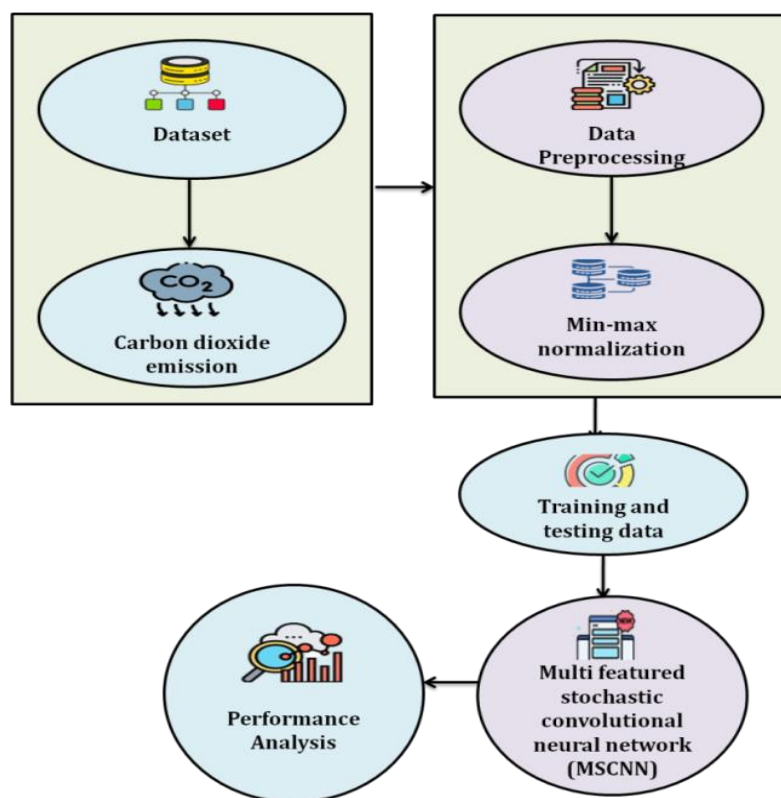 Dataset
CO2
Carbon dioxide
emission
Data
Preprocessing
Min-max
normalization
Training and
testing data
NEW
Multi featured
stochastic
convolutional
neural network
(MSCNN)
Performance
Analysis